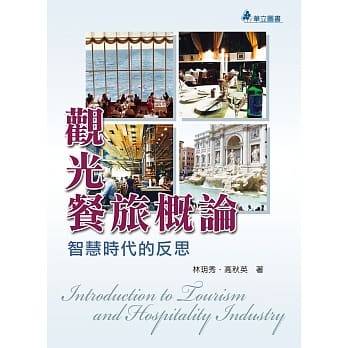 華立圖書
觀光
餐旅概論
智慧時代的反思
林玥秀・高秋英 著
Introduction to Tourism
and Hospitality Industry